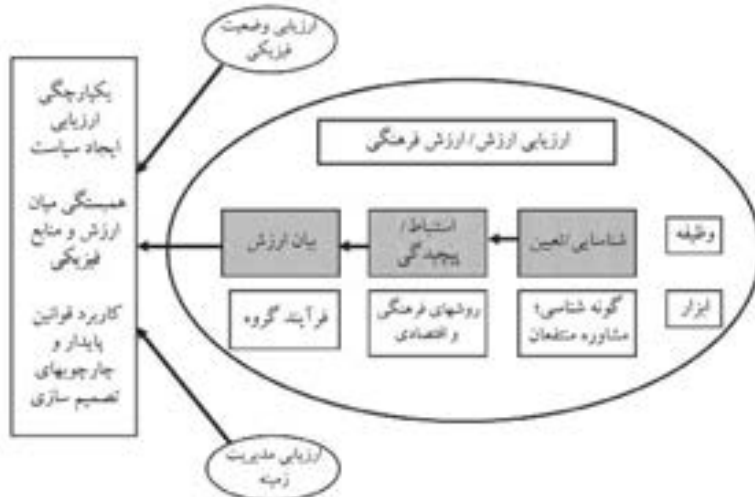 ارزیابی وضعیت
فیزیکی
یکپارچگی
ارزیابی
ایجاد سیاست
همبستگی میان
ارزش و منابع
فیزیکی
کاربرد قوانین
پایدار و
چارچوبهای
تصمیم سازی
ارزیابی ارزش/ ارزش فرهنگی
وظیفه
شناسایی/تعیین
استنباط/
پیچیدگی
بیان ارزش
ابزار
گونه شناسی؛
مشاوره منتفعان
روشهای فرهنگی
و اقتصادی
فرآیند گروه
ارزیابی مدیریت
زمینه